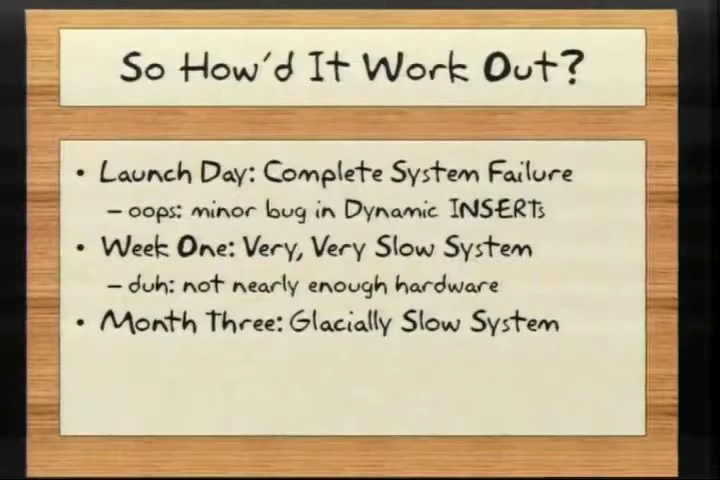 So How'd It Work Out?
• Launch Day: Complete System Failure
– oops: minor bug in Dynamic INSERTs
• Week One: Very, Very Slow System
– duh: not nearly enough hardware
• Month Three: Glacially Slow System